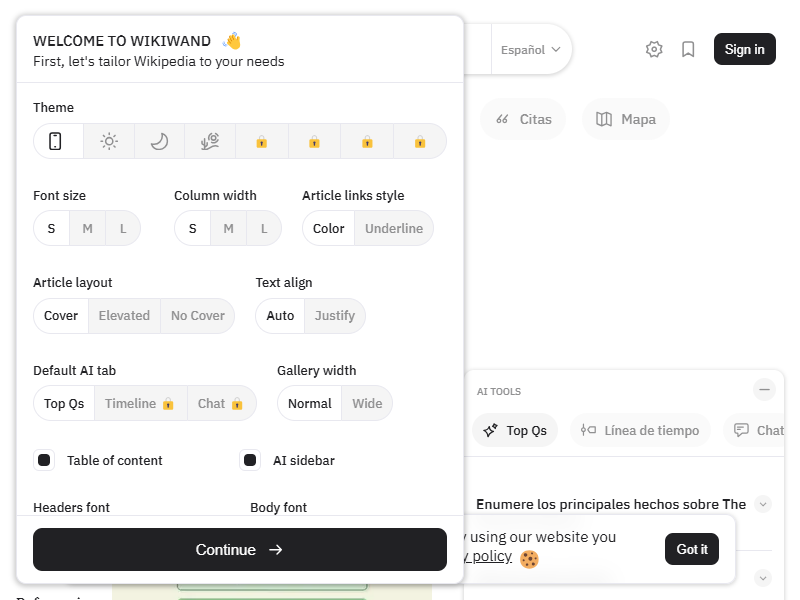 WELCOME TO WIKIWAND
First, let's tailor Wikipedia to your needs
Theme
Font size
Column width
Article links style
S M L
S M L
Color Underline
Article layout
Text align
Cover Elevated No Cover
Auto Justify
Default AI tab
Gallery width
Top Qs Timeline Chat
Normal Wide
Table of content
AI sidebar
Headers font
Body font
Continue
Español
Sign in
Citas
Mapa
AI TOOLS
Top Qs
Línea de tiempo
Chat
Enumere los principales hechos sobre The
using our website you
policy
Got it